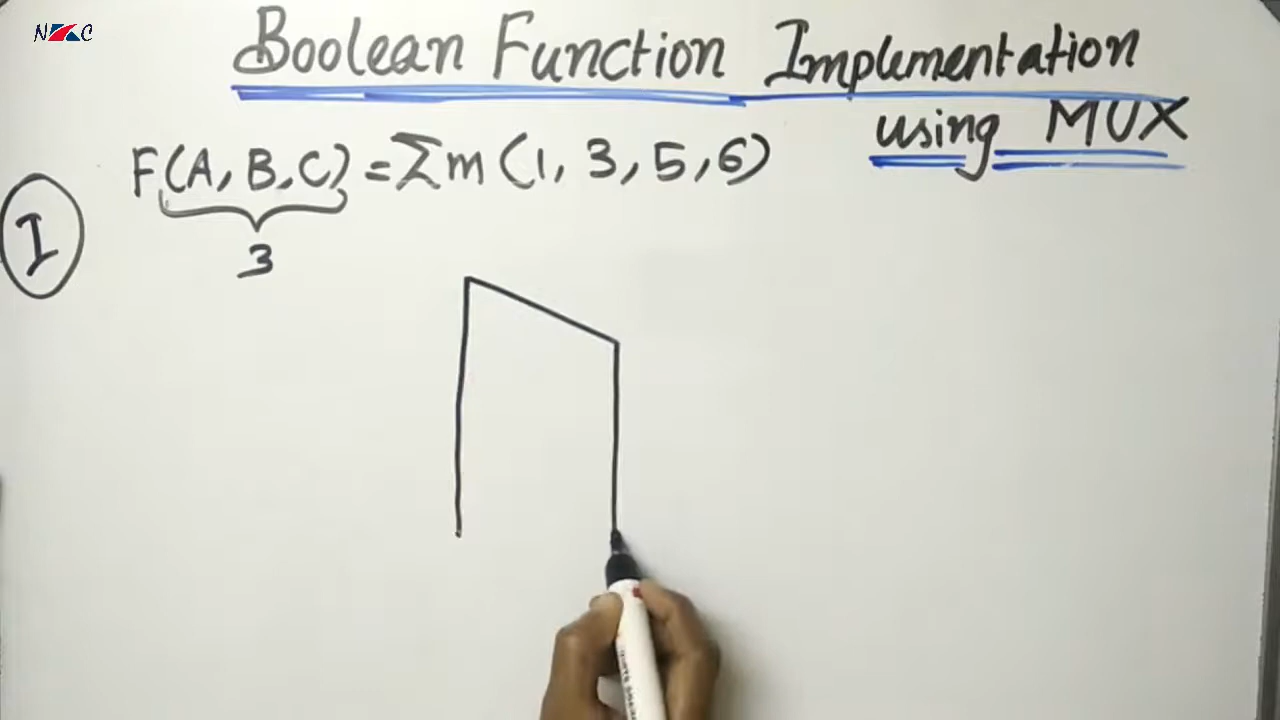 N C
Boolean Function Implementation
using MUX
F(A, B, C) = Σm (1, 3, 5, 6)
3
I